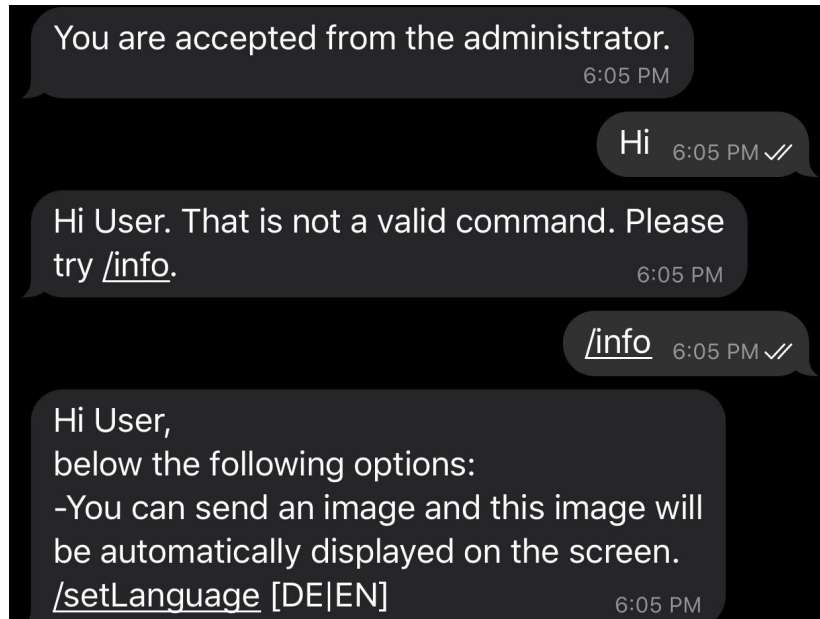 You are accepted from the administrator.
6:05 PM
Hi 6:05 PM
Hi User. That is not a valid command. Please
try /info.
6:05 PM
/info 6:05 PM
Hi User,
below the following options:
-You can send an image and this image will
be automatically displayed on the screen.
/setLanguage [DE|EN]
6:05 PM